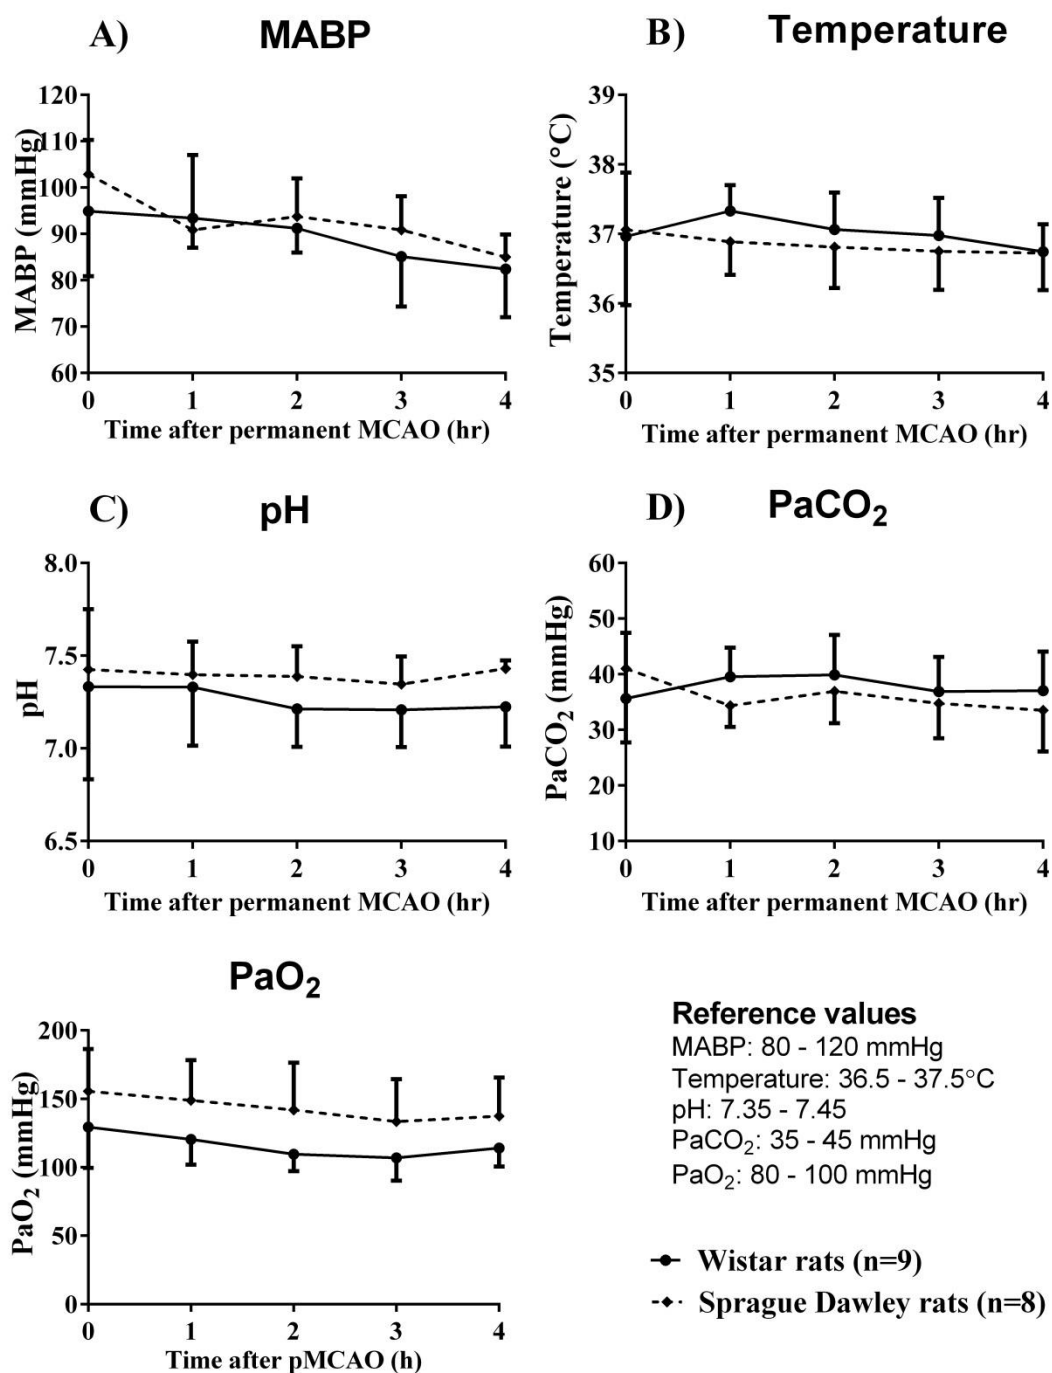 A) MABP
MABP (mmHg)
120
110
100
90
80
70
60
0 1 2 3 4
Time after permanent MCAO (hr)
B) Temperature
Temperature (°C)
39
38
37
36
35
0 1 2 3 4
Time after permanent MCAO (hr)
C) pH
pH
8.0
7.5
7.0
6.5
0 1 2 3 4
Time after permanent MCAO (hr)
D) PaCO₂
PaCO₂ (mmHg)
60
50
40
30
20
10
0 1 2 3 4
Time after permanent MCAO (hr)
PaO₂
PaO₂ (mmHg)
200
150
100
50
0
0 1 2 3 4
Time after pMCAO (h)
Reference values
MABP: 80 - 120 mmHg
Temperature: 36.5 - 37.5°C
pH: 7.35 - 7.45
PaCO₂: 35 - 45 mmHg
PaO₂: 80 - 100 mmHg
Wistar rats (n=9)
Sprague Dawley rats (n=8)